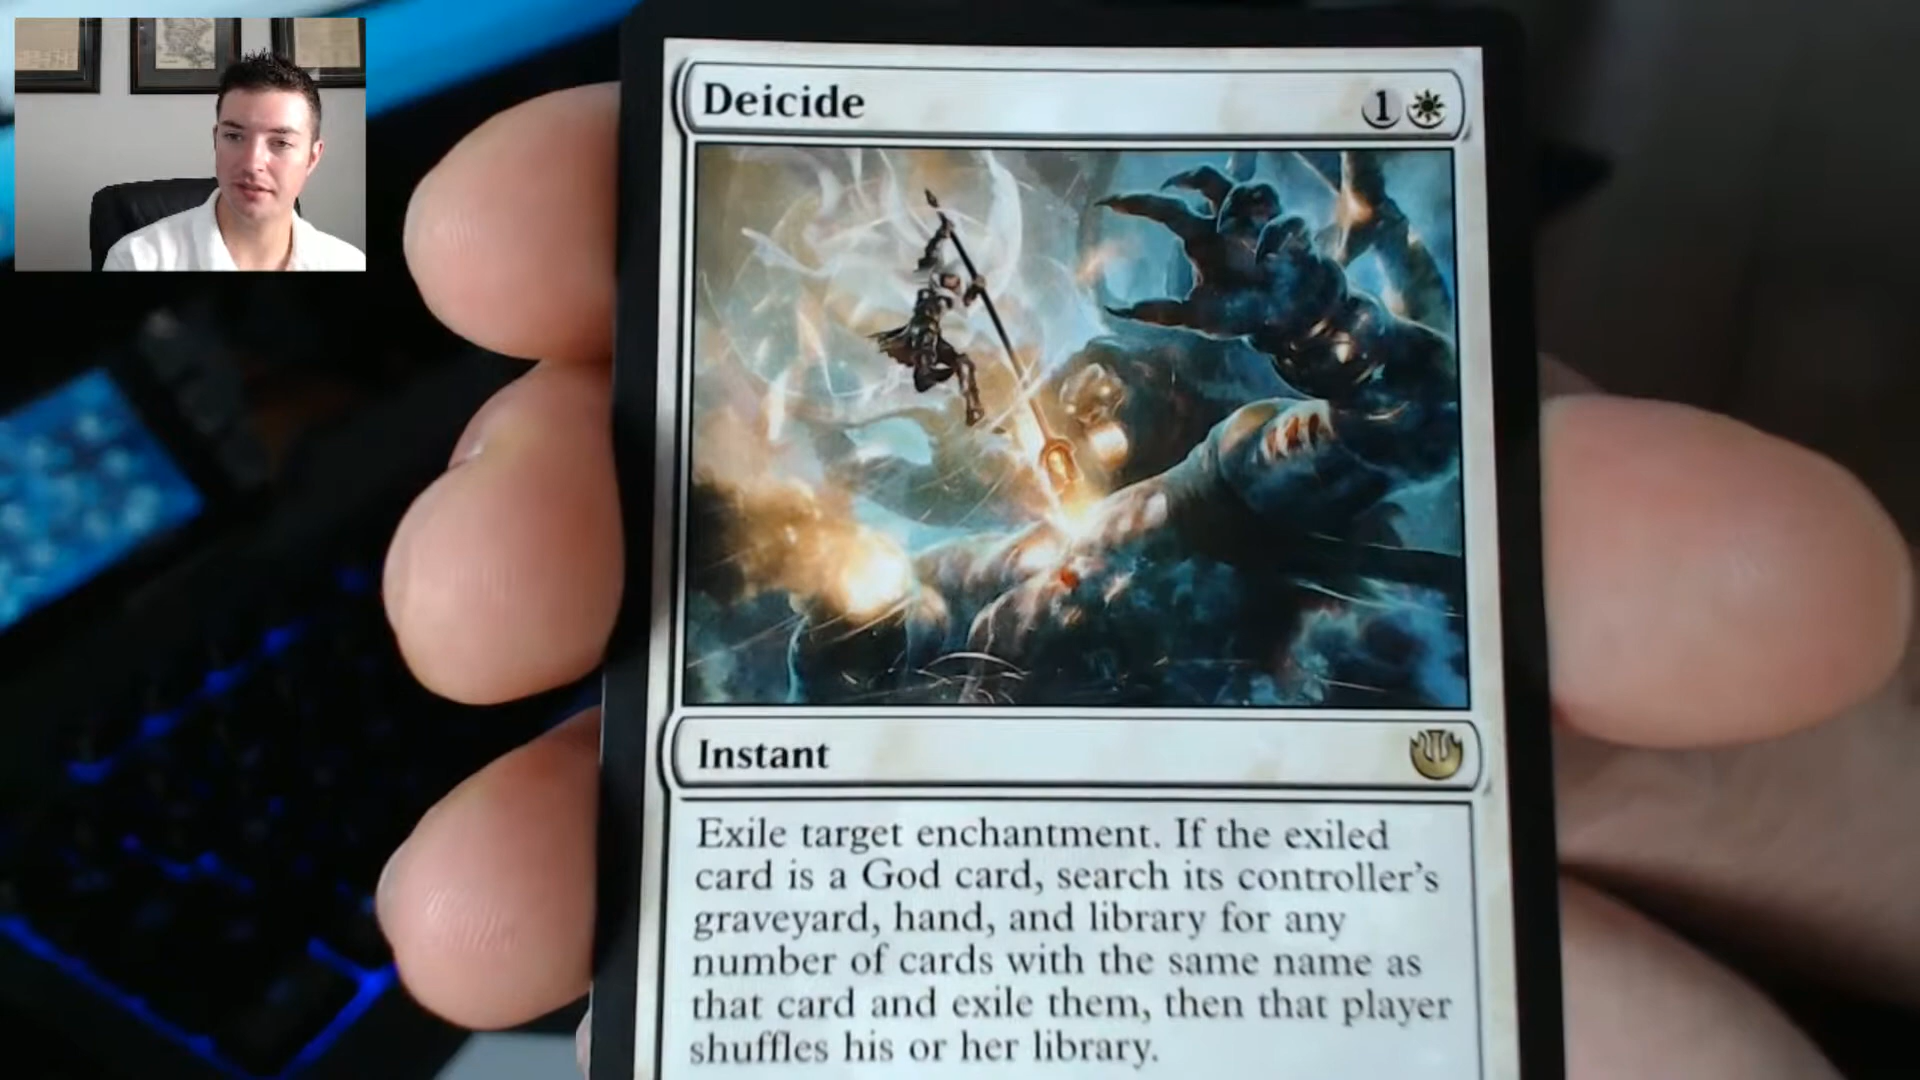 Deicide 1
Instant
Exile target enchantment. If the exiled
card is a God card, search its controller's
graveyard, hand, and library for any
number of cards with the same name as
that card and exile them, then that player
shuffles his or her library.